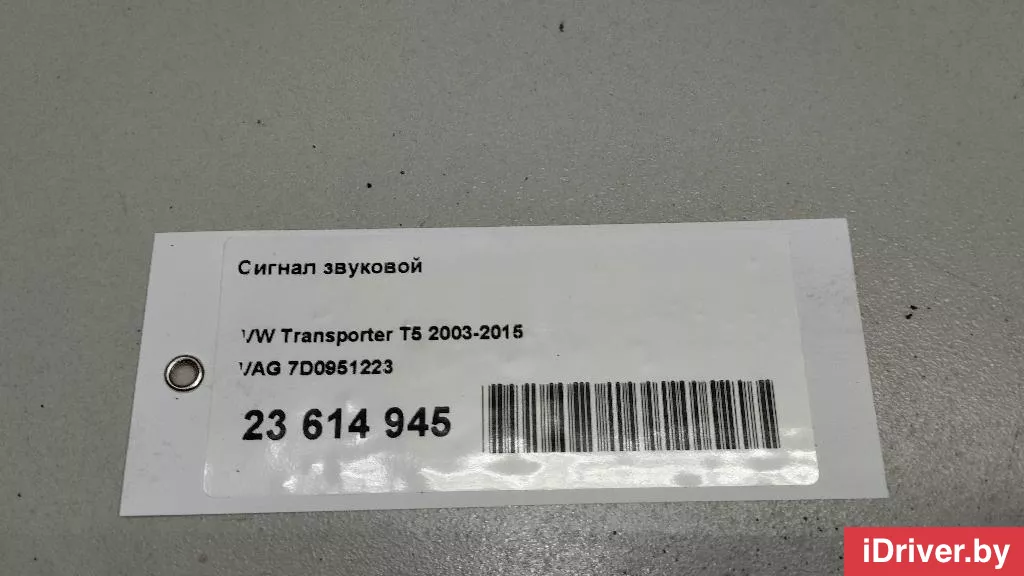 Сигнал звуковой
VW Transporter T5 2003-2015
VAG 7D0951223
23 614 945
iDriver.by